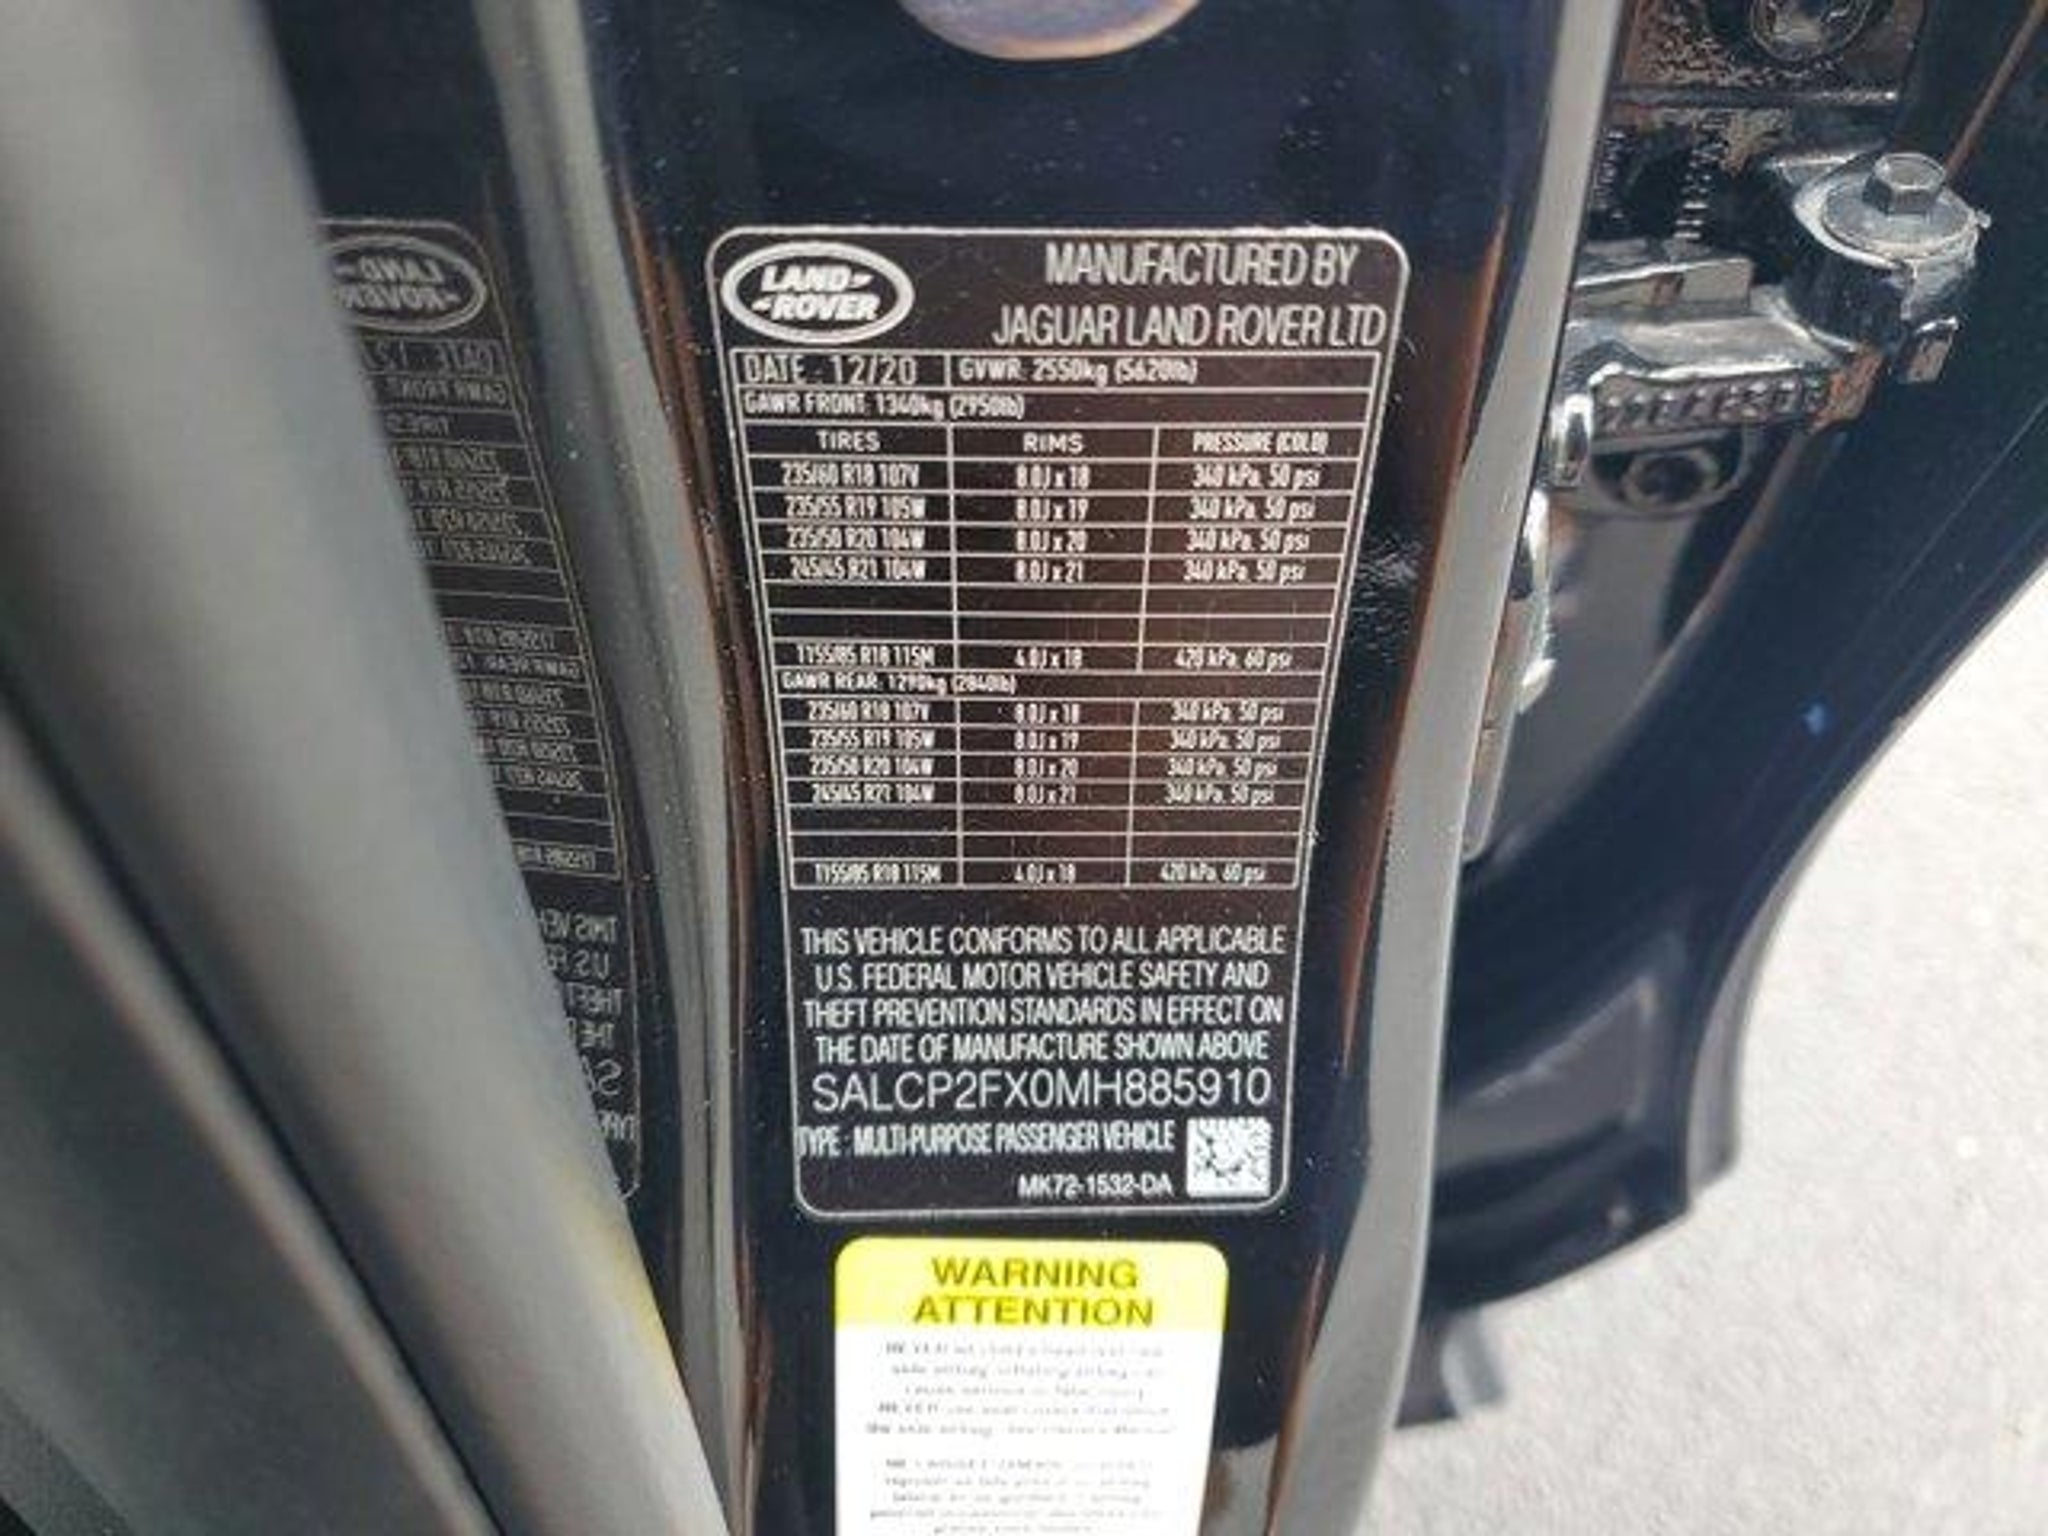 LAND
ROVER
MANUFACTURED BY
JAGUAR LAND ROVER LTD
DATE : 12/20 GVWR: 2550kg (5620lb)
GAWR FRONT: 1340kg (2950lb)
TIRES RIMS PRESSURE (COLD)
235/60 R18 107V 8.0J x 18 340 kPa, 50 psi
235/55 R19 105W 8.0J x 19 340 kPa, 50 psi
235/50 R20 104W 8.0J x 20 340 kPa, 50 psi
245/45 R21 104W 8.0J x 21 340 kPa, 50 psi
T155/85 R18 115M 4.0J x 18 420 kPa, 60 psi
GAWR REAR: 1290kg (2840lb)
235/60 R18 107V 8.0J x 18 340 kPa, 50 psi
235/55 R19 105W 8.0J x 19 340 kPa, 50 psi
235/50 R20 104W 8.0J x 20 340 kPa, 50 psi
245/45 R21 104W 8.0J x 21 340 kPa, 50 psi
T155/85 R18 115M 4.0J x 18 420 kPa, 60 psi
THIS VEHICLE CONFORMS TO ALL APPLICABLE
U.S. FEDERAL MOTOR VEHICLE SAFETY AND
THEFT PREVENTION STANDARDS IN EFFECT ON
THE DATE OF MANUFACTURE SHOWN ABOVE
SALCP2FX0MH885910
TYPE : MULTI-PURPOSE PASSENGER VEHICLE
MK72-1532-DA
WARNING
ATTENTION